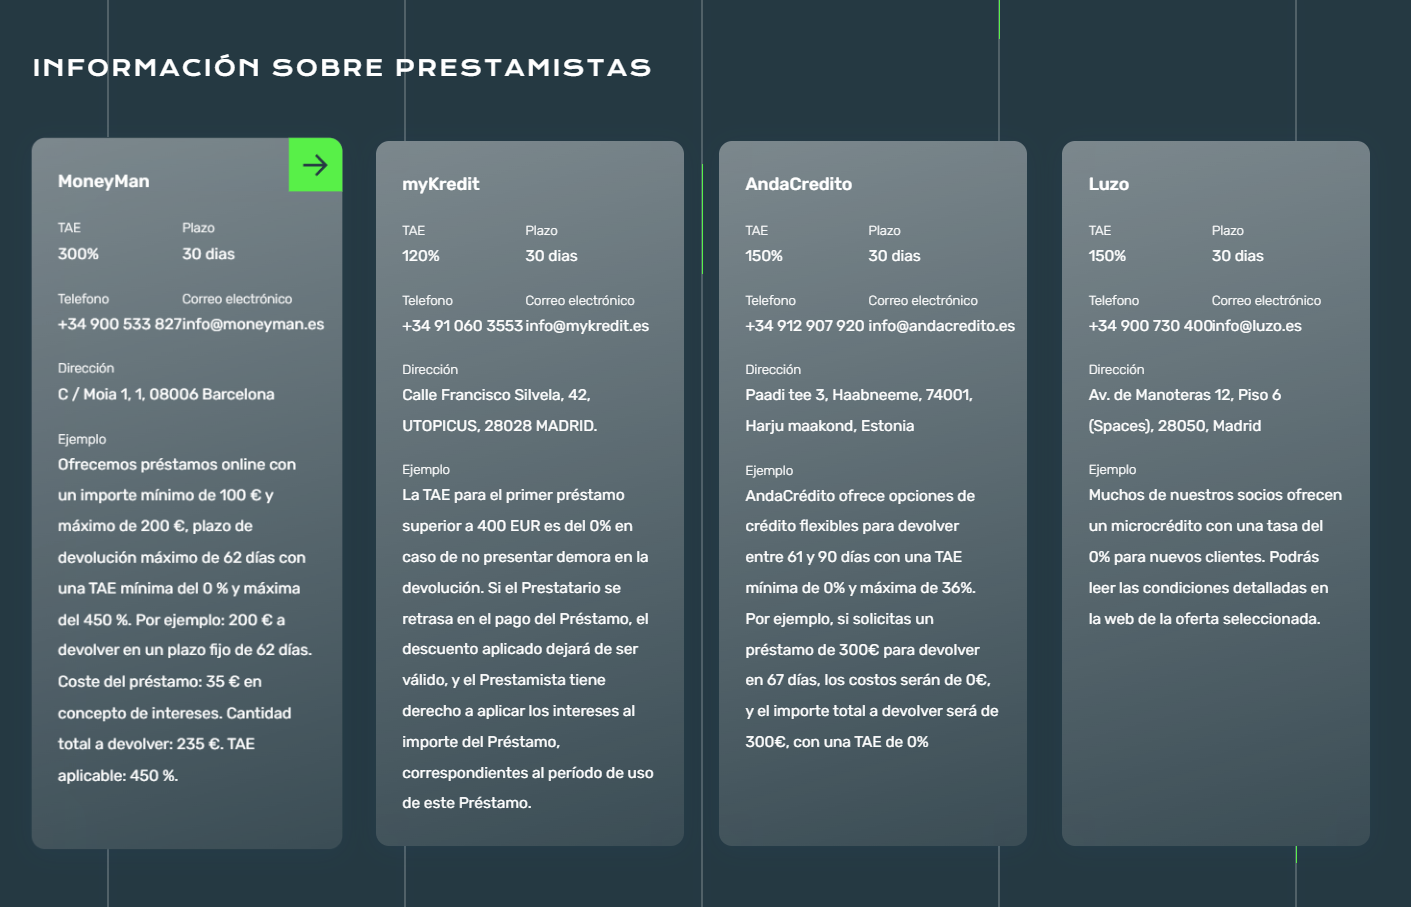 INFORMACIÓN SOBRE PRESTAMISTAS
MoneyMan
TAE
Plazo
300%
30 dias
Telefono
Correo electrónico
+34 900 533 827
info@moneyman.es
Dirección
C / Moia 1, 1, 08006 Barcelona
Ejemplo
Ofrecemos préstamos online con
un importe mínimo de 100 € y
máximo de 200 €, plazo de
devolución máximo de 62 días con
una TAE mínima del 0 % y máxima
del 450 %. Por ejemplo: 200 € a
devolver en un plazo fijo de 62 días.
Coste del préstamo: 35 € en
concepto de intereses. Cantidad
total a devolver: 235 €. TAE
aplicable: 450 %.
myKredit
TAE
Plazo
120%
30 dias
Telefono
Correo electrónico
+34 91 060 3553
info@mykredit.es
Dirección
Calle Francisco Silvela, 42,
UTOPICUS, 28028 MADRID.
Ejemplo
La TAE para el primer préstamo
superior a 400 EUR es del 0% en
caso de no presentar demora en la
devolución. Si el Prestatario se
retrasa en el pago del Préstamo, el
descuento aplicado dejará de ser
válido, y el Prestamista tiene
derecho a aplicar los intereses al
importe del Préstamo,
correspondientes al período de uso
de este Préstamo.
AndaCredito
TAE
Plazo
150%
30 dias
Telefono
Correo electrónico
+34 912 907 920
info@andacredito.es
Dirección
Paadi tee 3, Haabneeme, 74001,
Harju maakond, Estonia
Ejemplo
AndaCrédito ofrece opciones de
crédito flexibles para devolver
entre 61 y 90 días con una TAE
mínima de 0% y máxima de 36%.
Por ejemplo, si solicitas un
préstamo de 300€ para devolver
en 67 días, los costos serán de 0€,
y el importe total a devolver será de
300€, con una TAE de 0%
Luzo
TAE
Plazo
150%
30 dias
Telefono
Correo electrónico
+34 900 730 400
info@luzo.es
Dirección
Av. de Manoteras 12, Piso 6
(Spaces), 28050, Madrid
Ejemplo
Muchos de nuestros socios ofrecen
un microcrédito con una tasa del
0% para nuevos clientes. Podrás
leer las condiciones detalladas en
la web de la oferta seleccionada.